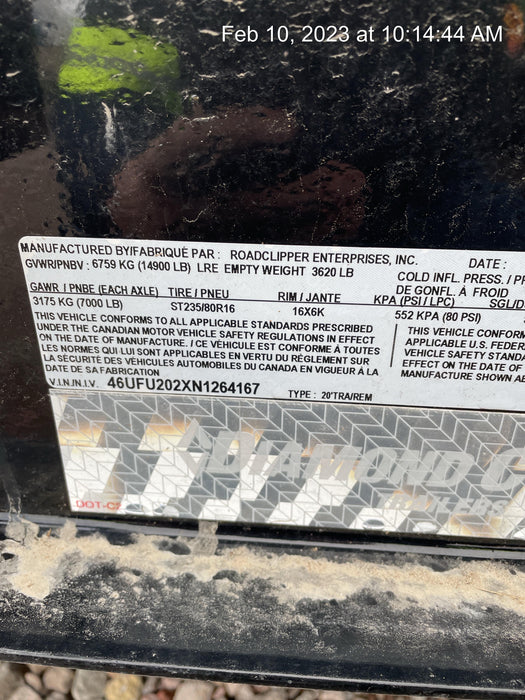 Feb 10, 2023 at 10:14:44 AM
MANUFACTURED BY/FABRIQUÉ PAR : ROADCLIPPER ENTERPRISES, INC. DATE :
GVWR/PNBV : 6759 KG (14900 LB) LRE EMPTY WEIGHT 3620 LB
COLD INFL. PRESS./
DE GONFL. À FROID
GAWR / PNBE (EACH AXLE) TIRE / PNEU RIM / JANTE KPA (PSI / LPC) SGL/D
3175 KG (7000 LB) ST235/80R16 16X6K 552 KPA (80 PSI)
THIS VEHICLE CONFORMS TO ALL APPLICABLE STANDARDS PRESCRIBED
UNDER THE CANADIAN MOTOR VEHICLE SAFETY REGULATIONS IN EFFECT
ON THE DATE OF MANUFACTURE. / CE VÉHICULE EST CONFORME À TOUTES
LES NORMES QUI LUI SONT APPLICABLES EN VERTU DU RÈGLEMENT SUR
LA SÉCURITÉ DES VÉHICULES AUTOMOBILES DU CANADA EN VIGUEUR À LA
DATE DE SA FABRICATION
THIS VEHICLE CONFORM
APPLICABLE U.S. FEDER
VEHICLE SAFETY STANDA
ON THE DATE OF
MANUFACTURE SHOWN A
V.I.N./N.I.V. 46UFU202XN1264167 TYPE : 20'TRA/REM
DIAMOND C
TRAILERS
DOT-C